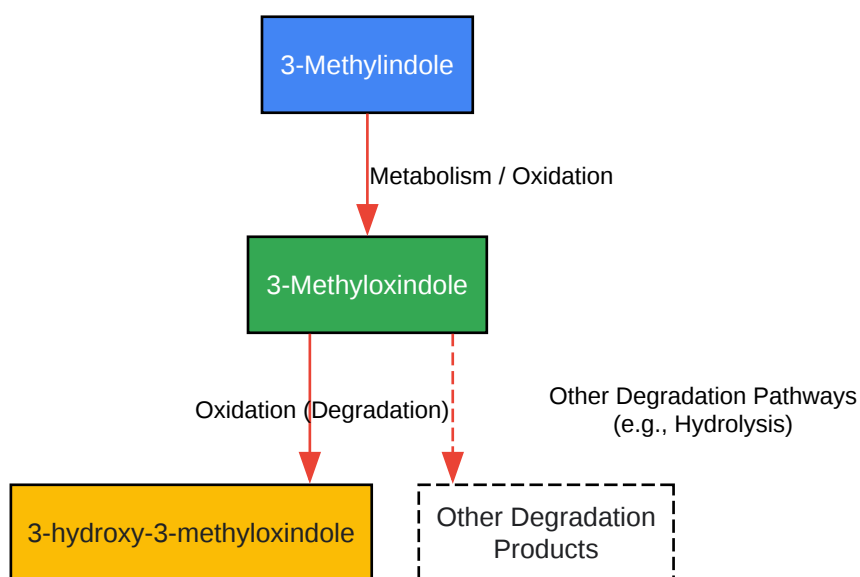 3-Methylindole
Metabolism / Oxidation
3-Methyloxindole
Oxidation (Degradation)
Other Degradation Pathways
(e.g., Hydrolysis)
3-hydroxy-3-methyloxindole
Other Degradation
Products